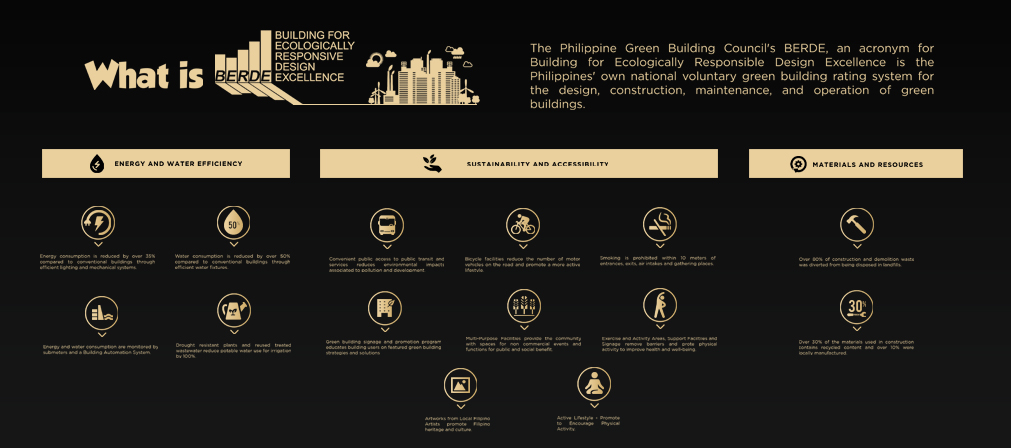 What is
BERDE
BUILDING FOR
ECOLOGICALLY
RESPONSIVE
DESIGN
EXCELLENCE
The Philippine Green Building Council's BERDE, an acronym for
Building for Ecologically Responsible Design Excellence is the
Philippines' own national voluntary green building rating system for
the design, construction, maintenance, and operation of green
buildings.
ENERGY AND WATER EFFICIENCY
SUSTAINABILITY AND ACCESSIBILITY
MATERIALS AND RESOURCES
Energy consumption is reduced by over 35%
compared to conventional buildings through
efficient lighting and mechanical systems.
50%
Water consumption is reduced by over 50%
compared to conventional buildings through
efficient water fixtures.
Convenient public access to public transit and
services reduces environmental impacts
associated to pollution and development.
Bicycle facilities reduce the number of motor
vehicles on the road and promote a more active
lifestyle.
Smoking is prohibited within 10 meters of
entrances, exits, air intakes and gathering places.
Over 80% of construction and demolition waste
was diverted from being disposed in landfills.
Energy and water consumption are monitored by
submeters and a Building Automation System
Drought resistant plants and reused treated
wastewater reduce potable water use for irrigation
by 100%.
Green building signage and promotion program
educates building users on featured green building
strategies and solutions
Multi-Purpose Facilities provide the community
with spaces for non commercial events and
functions for public and social benefit.
Exercise and Activity Areas, Support Facilities and
Signage remove barriers and prote physical
activity to improve health and well-being.
30%
Over 30% of the materials used in construction
contains recycled content and over 10% were
locally manufactured.
Artworks from Local Filipino
Artists promote Filipino
heritage and culture.
Active Lifestyle - Promote
to Encourage Physical
Activity.